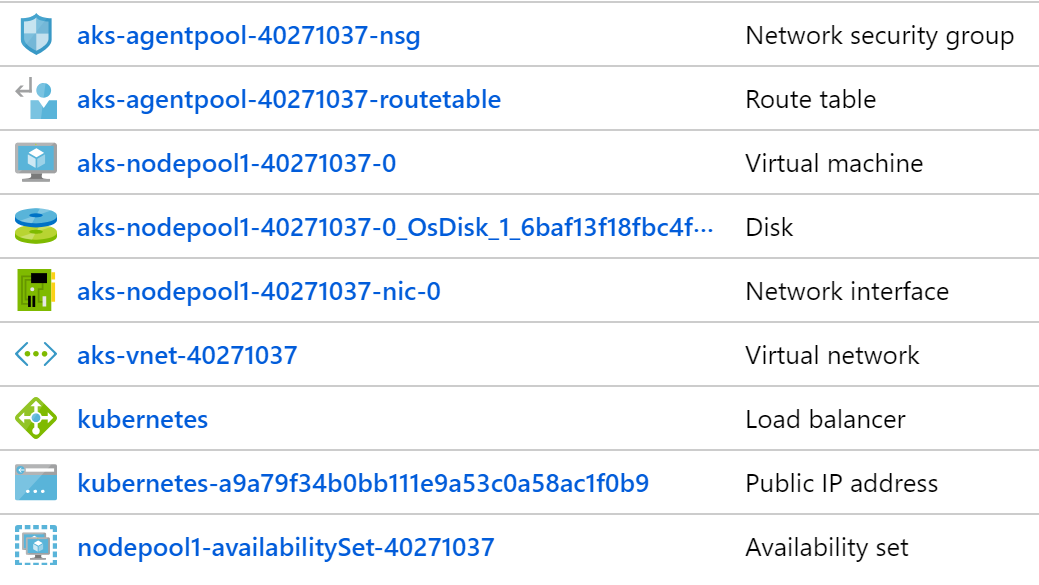 aks-agentpool-40271037-nsg Network security group
aks-agentpool-40271037-routetable Route table
aks-nodepool1-40271037-0 Virtual machine
aks-nodepool1-40271037-0_OsDisk_1_6baf13f18fbc4f··· Disk
aks-nodepool1-40271037-nic-0 Network interface
aks-vnet-40271037 Virtual network
kubernetes Load balancer
kubernetes-a9a79f34b0bb111e9a53c0a58ac1f0b9 Public IP address
nodepool1-availabilitySet-40271037 Availability set